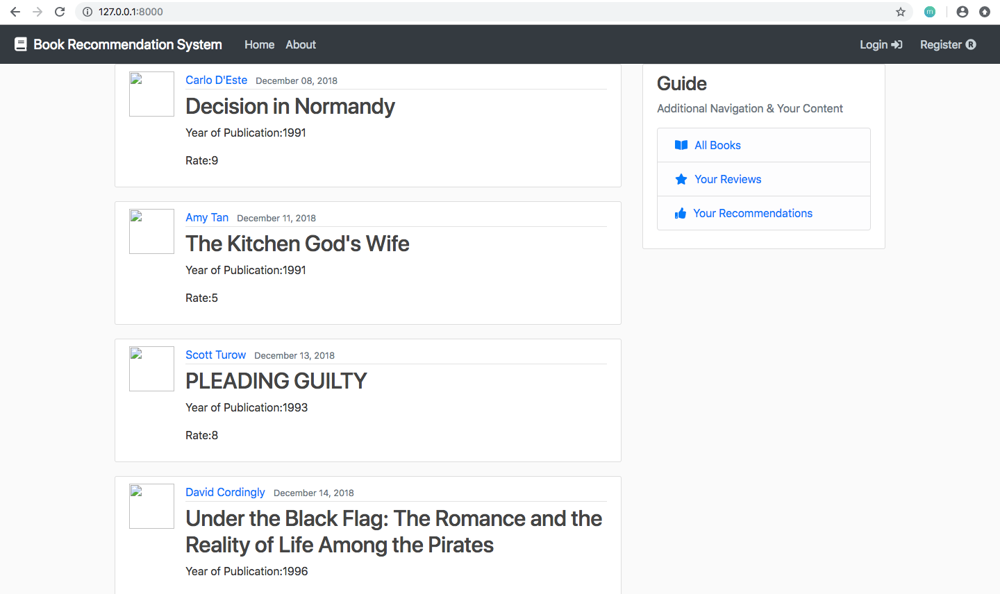 127.0.0.1:8000
Book Recommendation System Home About Login Register R
Carlo D'Este December 08, 2018
Decision in Normandy
Year of Publication:1991
Rate:9
Amy Tan December 11, 2018
The Kitchen God's Wife
Year of Publication:1991
Rate:5
Scott Turow December 13, 2018
PLEADING GUILTY
Year of Publication:1993
Rate:8
David Cordingly December 14, 2018
Under the Black Flag: The Romance and the
Reality of Life Among the Pirates
Year of Publication:1996
Guide
Additional Navigation & Your Content
All Books
Your Reviews
Your Recommendations
m